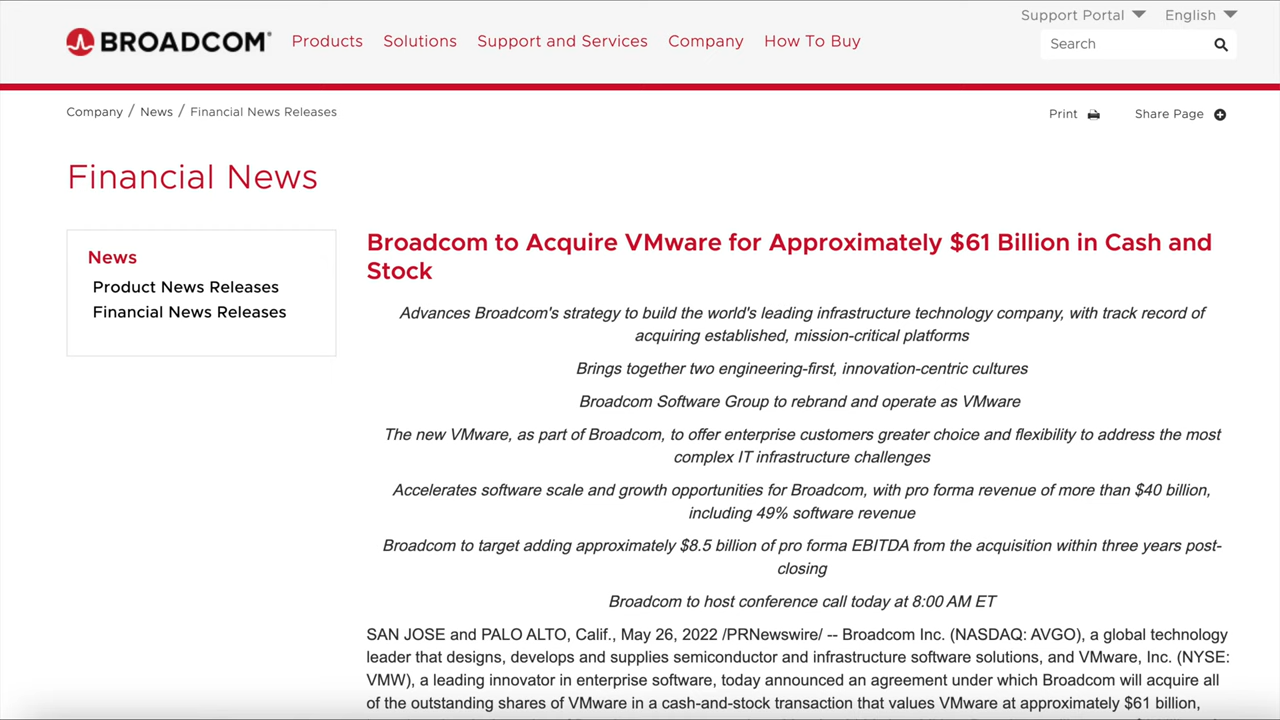 Support Portal English
BROADCOM® Products Solutions Support and Services Company How To Buy
Search
Company / News / Financial News Releases
Print Share Page
Financial News
News
Product News Releases
Financial News Releases
Broadcom to Acquire VMware for Approximately $61 Billion in Cash and
Stock
Advances Broadcom's strategy to build the world's leading infrastructure technology company, with track record of
acquiring established, mission-critical platforms
Brings together two engineering-first, innovation-centric cultures
Broadcom Software Group to rebrand and operate as VMware
The new VMware, as part of Broadcom, to offer enterprise customers greater choice and flexibility to address the most
complex IT infrastructure challenges
Accelerates software scale and growth opportunities for Broadcom, with pro forma revenue of more than $40 billion,
including 49% software revenue
Broadcom to target adding approximately $8.5 billion of pro forma EBITDA from the acquisition within three years post-
closing
Broadcom to host conference call today at 8:00 AM ET
SAN JOSE and PALO ALTO, Calif., May 26, 2022 /PRNewswire/ -- Broadcom Inc. (NASDAQ: AVGO), a global technology
leader that designs, develops and supplies semiconductor and infrastructure software solutions, and VMware, Inc. (NYSE:
VMW), a leading innovator in enterprise software, today announced an agreement under which Broadcom will acquire all
of the outstanding shares of VMware in a cash-and-stock transaction that values VMware at approximately $61 billion,